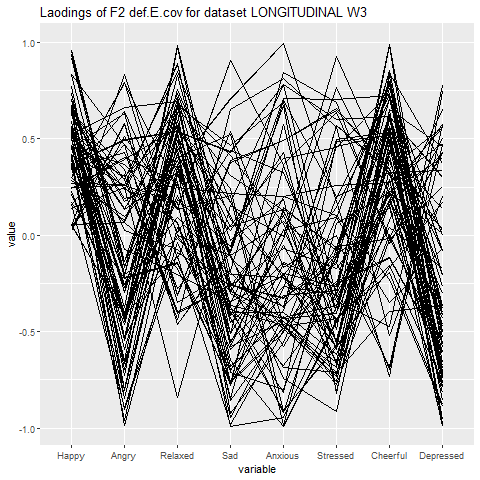 Laodings of F2 def.E.cov for dataset LONGITUDINAL W3
1.0
0.5
0.0
-0.5
-1.0
value
Happy Angry Relaxed Sad Anxious Stressed Cheerful Depressed
variable